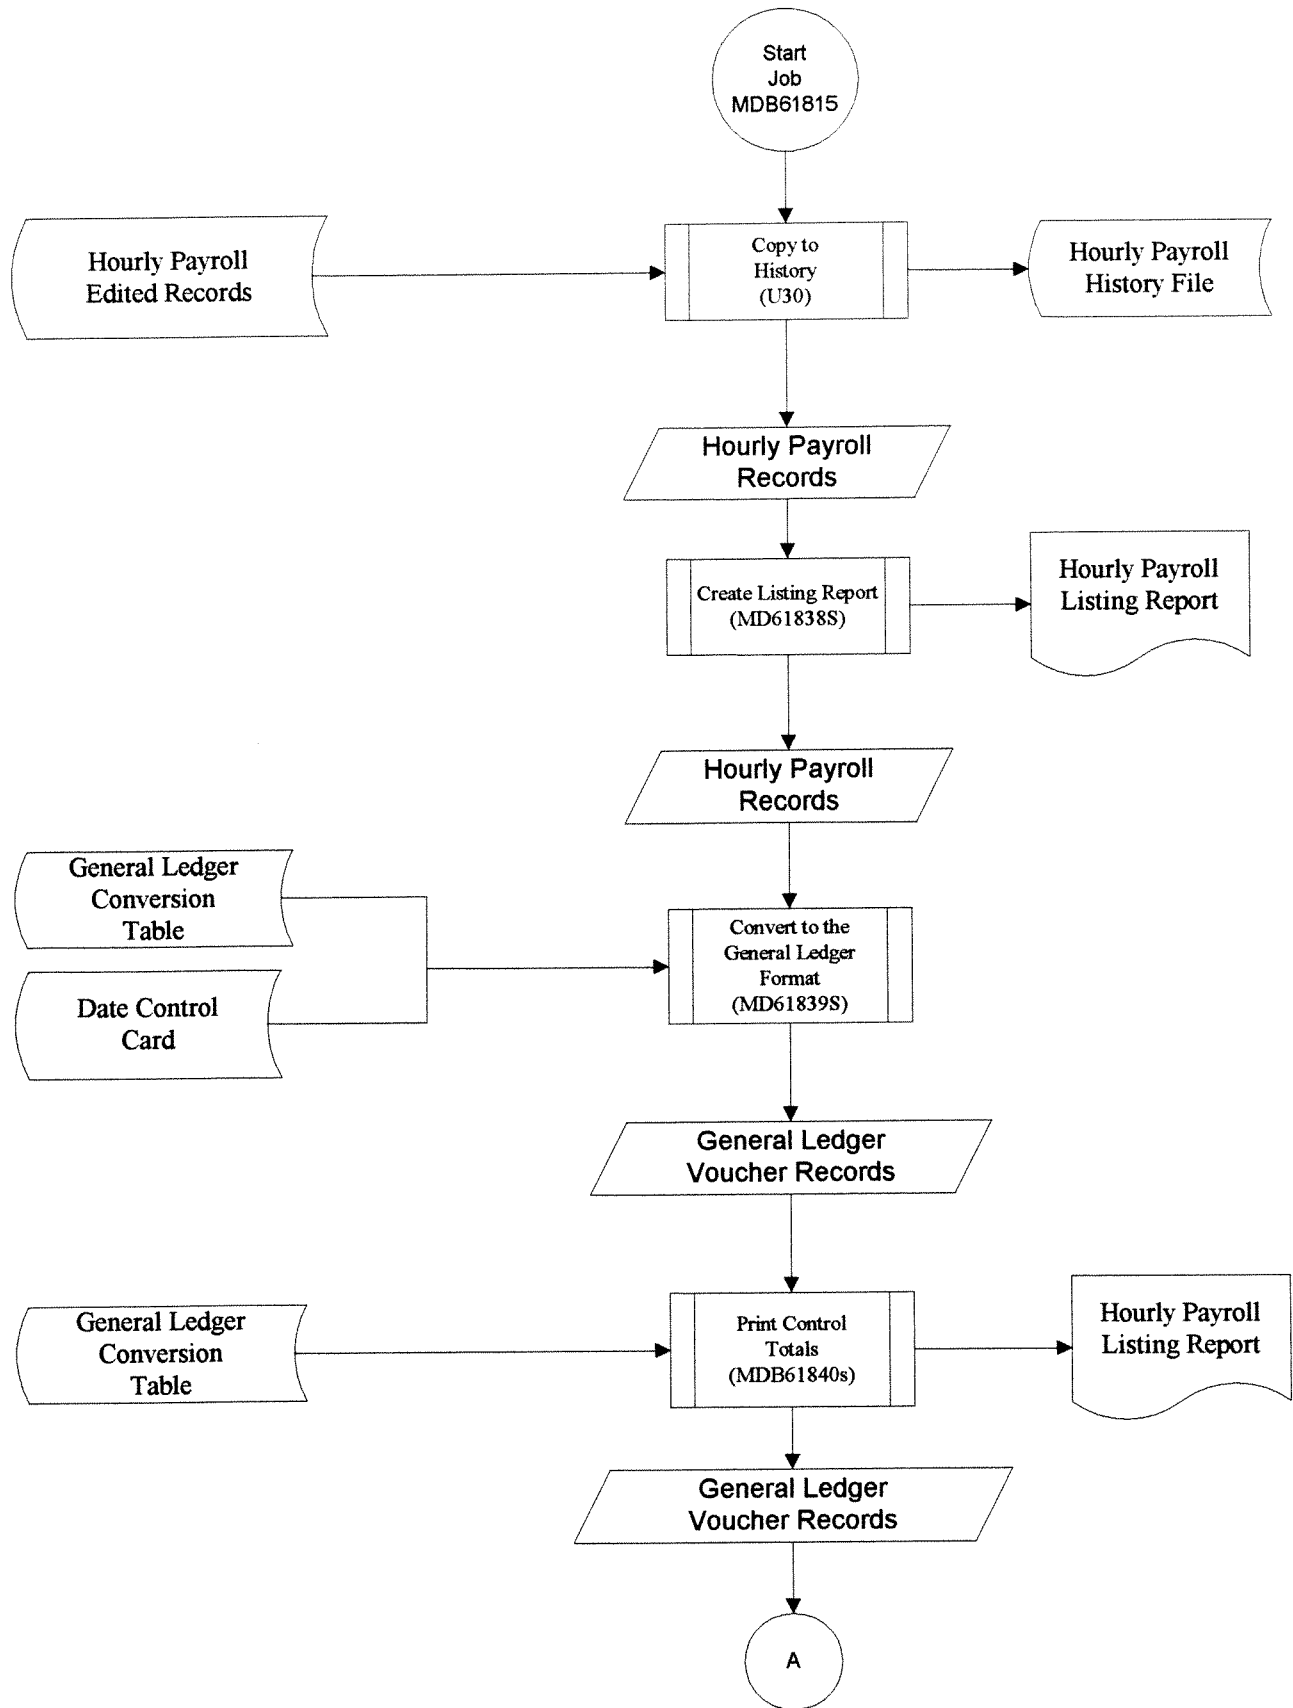 Start
Job
MDB61815
Hourly Payroll
Edited Records
Copy to
History
(U30)
Hourly Payroll
History File
Hourly Payroll
Records
Create Listing Report
(MD61838S)
Hourly Payroll
Listing Report
Hourly Payroll
Records
General Ledger
Conversion
Table
Date Control
Card
Convert to the
General Ledger
Format
(MD61839S)
General Ledger
Voucher Records
General Ledger
Conversion
Table
Print Control
Totals
(MDB61840s)
Hourly Payroll
Listing Report
General Ledger
Voucher Records
A